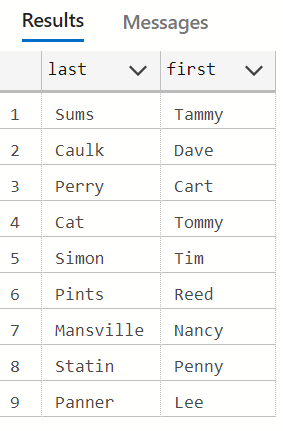 Results Messages
last first
1 Sums Tammy
2 Caulk Dave
3 Perry Cart
4 Cat Tommy
5 Simon Tim
6 Pints Reed
7 Mansville Nancy
8 Statin Penny
9 Panner Lee